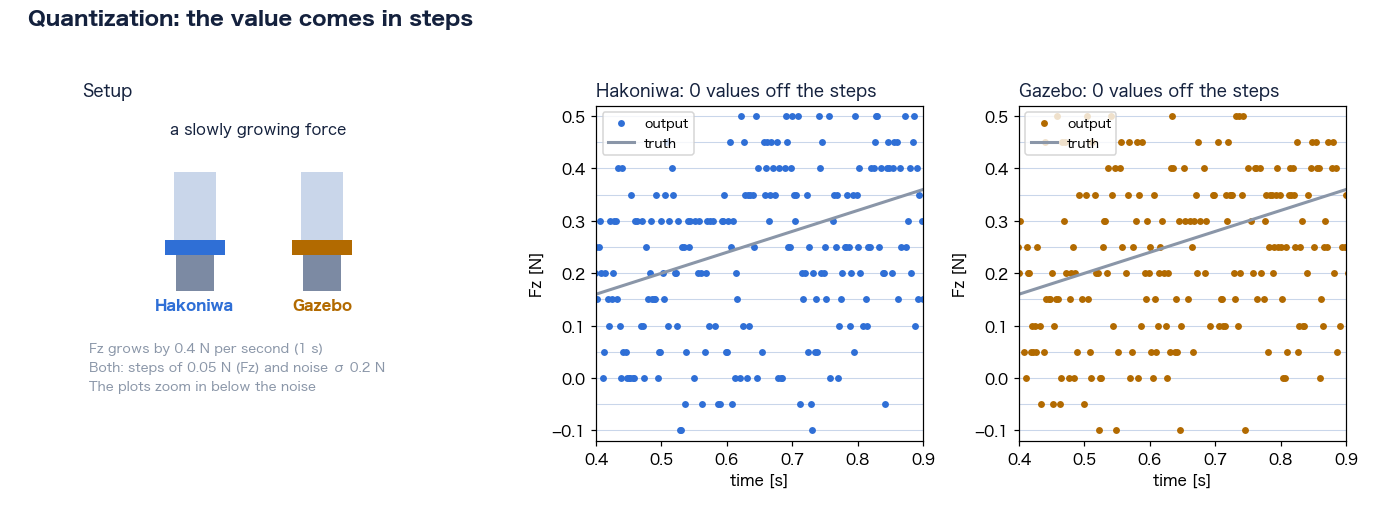 Quantization: the value comes in steps
Setup
a slowly growing force
Hakoniwa
Gazebo
Fz grows by 0.4 N per second (1 s)
Both: steps of 0.05 N (Fz) and noise σ 0.2 N
The plots zoom in below the noise
Hakoniwa: 0 values off the steps
output
truth
0.5
0.4
0.3
0.2
0.1
0.0
−0.1
Fz [N]
0.4
0.5
0.6
0.7
0.8
0.9
time [s]
Gazebo: 0 values off the steps
output
truth
0.5
0.4
0.3
0.2
0.1
0.0
−0.1
Fz [N]
0.4
0.5
0.6
0.7
0.8
0.9
time [s]